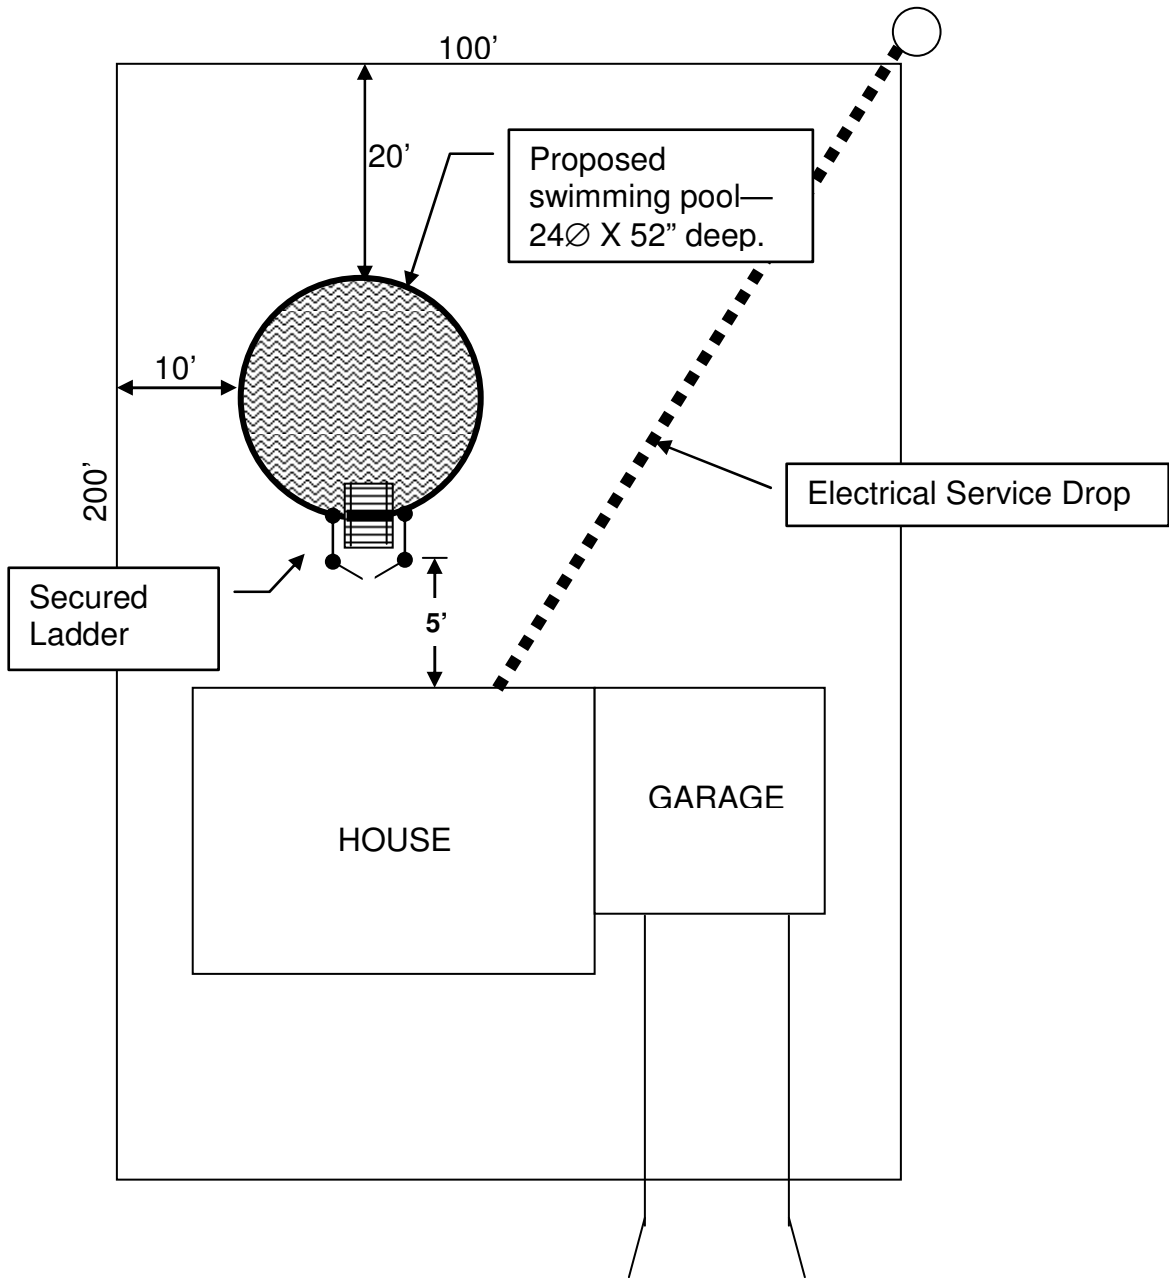 100’
20’
Proposed
swimming pool—
24∅ X 52” deep.
10’
200’
Electrical Service Drop
Secured
Ladder
5’
GARAGE
HOUSE